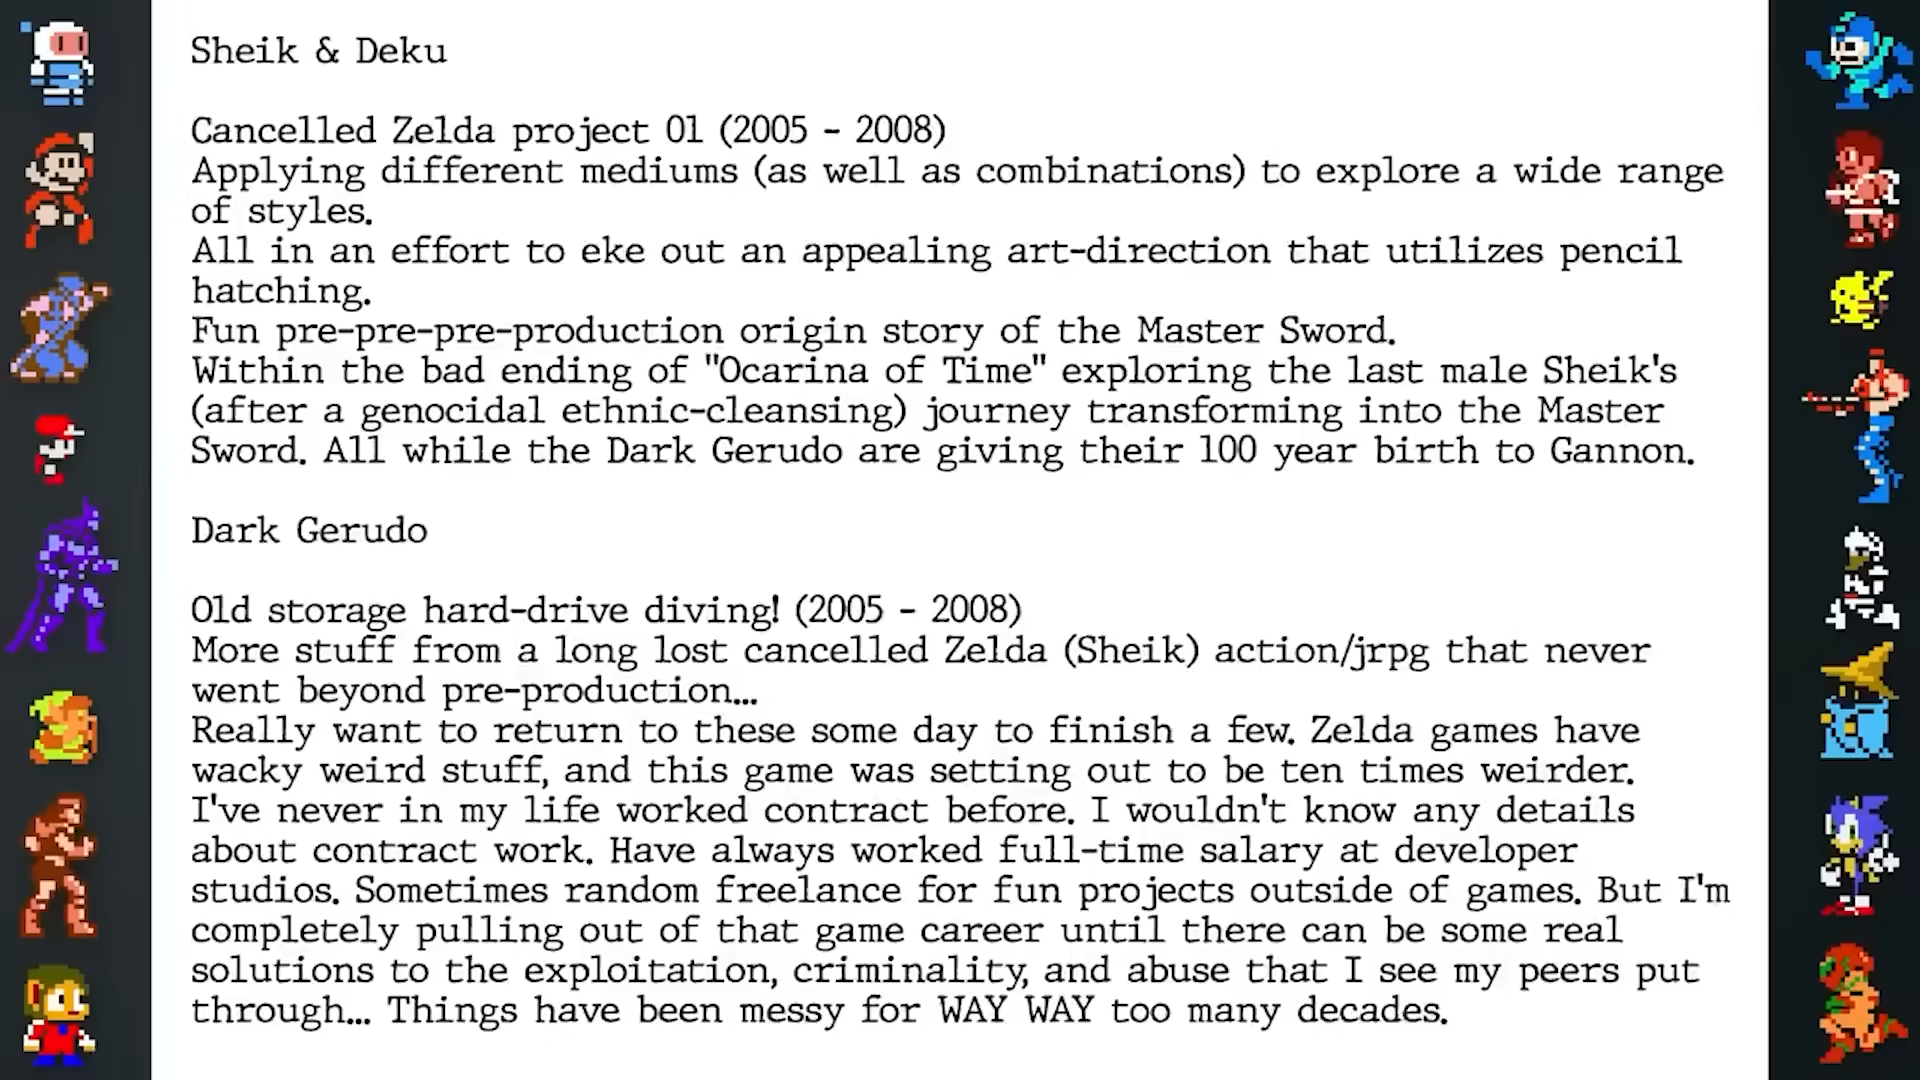 Sheik & Deku
Cancelled Zelda project 01 (2005 - 2008)
Applying different mediums (as well as combinations) to explore a wide range
of styles.
All in an effort to eke out an appealing art-direction that utilizes pencil
hatching.
Fun pre-pre-pre-production origin story of the Master Sword.
Within the bad ending of "Ocarina of Time" exploring the last male Sheik's
(after a genocidal ethnic-cleansing) journey transforming into the Master
Sword. All while the Dark Gerudo are giving their 100 year birth to Gannon.
Dark Gerudo
Old storage hard-drive diving! (2005 - 2008)
More stuff from a long lost cancelled Zelda (Sheik) action/jrpg that never
went beyond pre-production...
Really want to return to these some day to finish a few. Zelda games have
wacky weird stuff, and this game was setting out to be ten times weirder.
I've never in my life worked contract before. I wouldn't know any details
about contract work. Have always worked full-time salary at developer
studios. Sometimes random freelance for fun projects outside of games. But I'm
completely pulling out of that game career until there can be some real
solutions to the exploitation, criminality, and abuse that I see my peers put
through... Things have been messy for WAY WAY too many decades.